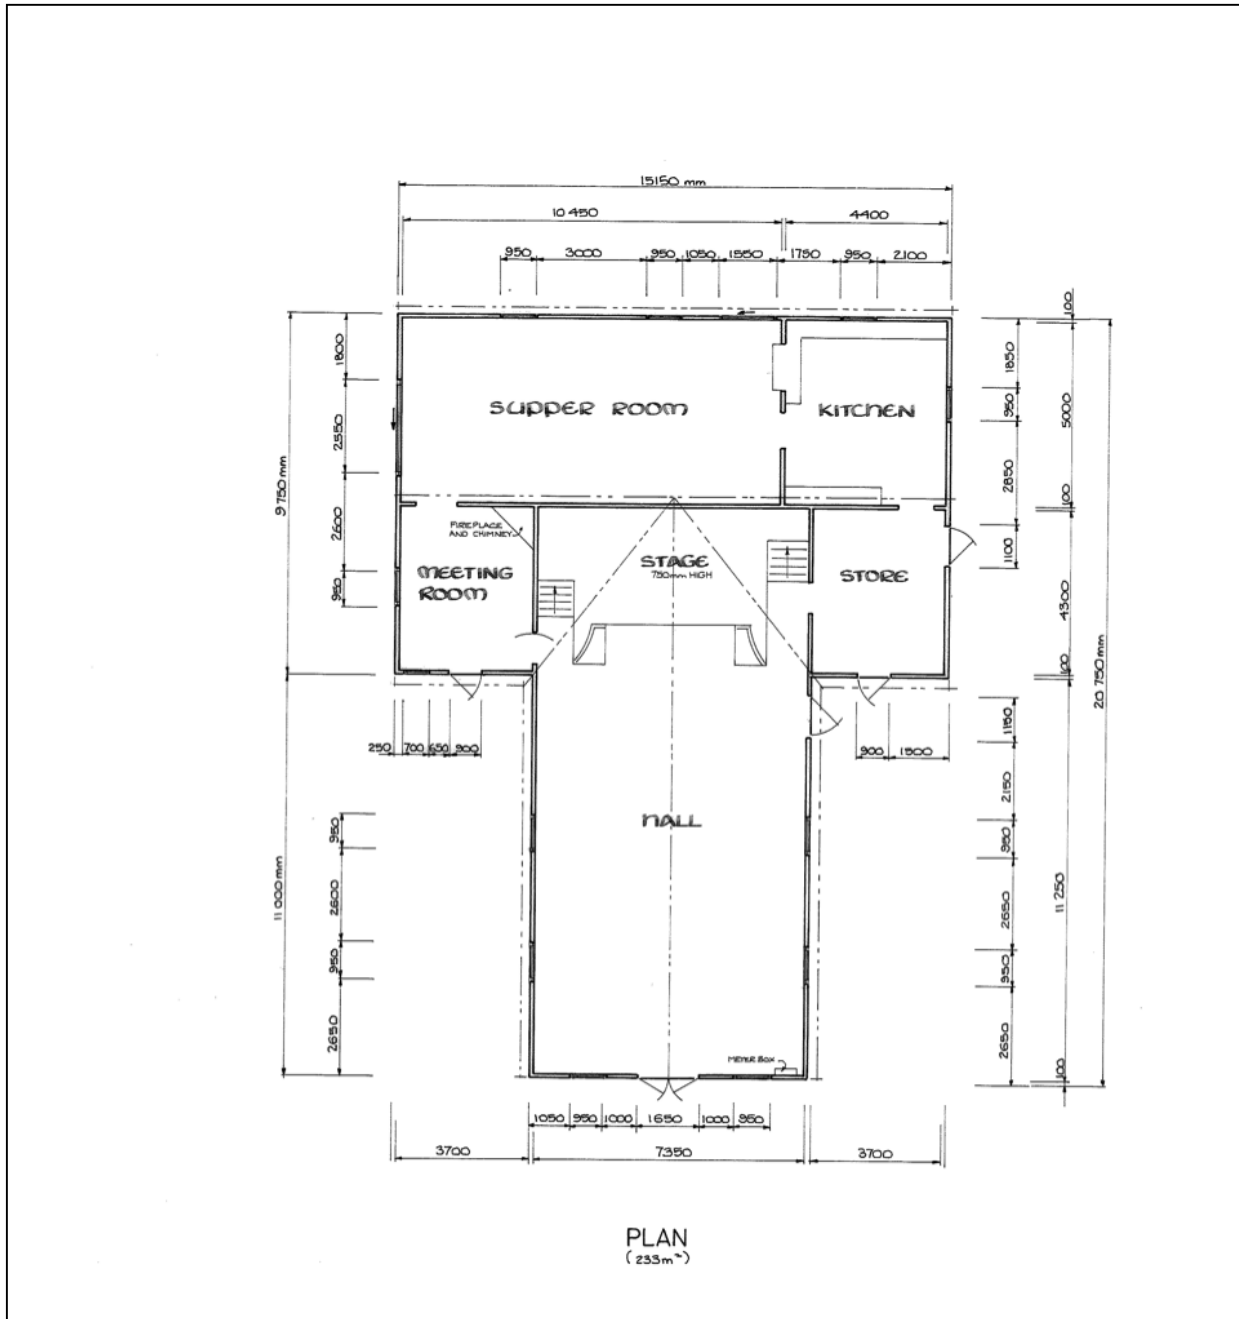 15150 mm
10 450
4400
950
3000
950
1050
1550
1750
950
2100
100
9750 mm
1800
2550
2600
950
1850
950
2850
1100
5000
100
4300
100
20 750 mm
SUPPER ROOM
KITCHEN
FIREPLACE
AND CHIMNEY
STAGE
750mm HIGH
MEETING
ROOM
STORE
250
700
650
900
900
1500
1150
2150
950
2650
950
2650
11 250
100
HALL
11 000 mm
950
2600
950
2650
METER BOX
1050
950
1000
1650
1000
950
3700
7350
3700
PLAN
(233m²)